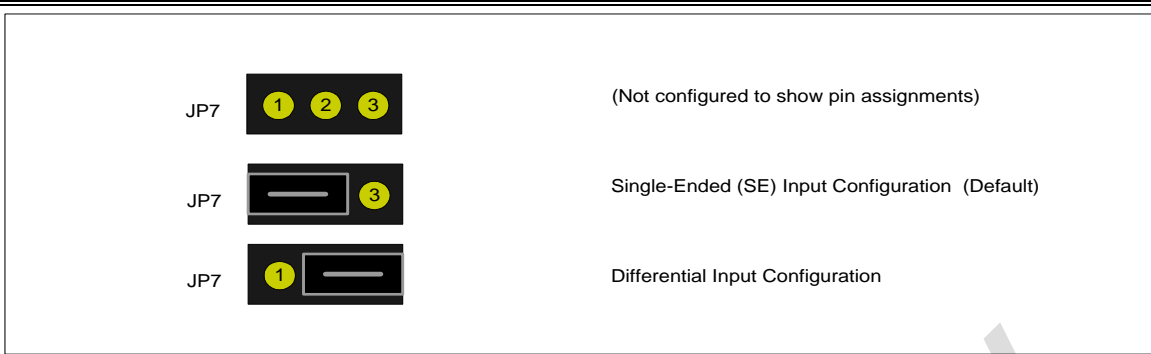 JP7 1 2 3 (Not configured to show pin assignments)
JP7 3 Single-Ended (SE) Input Configuration (Default)
JP7 1 Differential Input Configuration